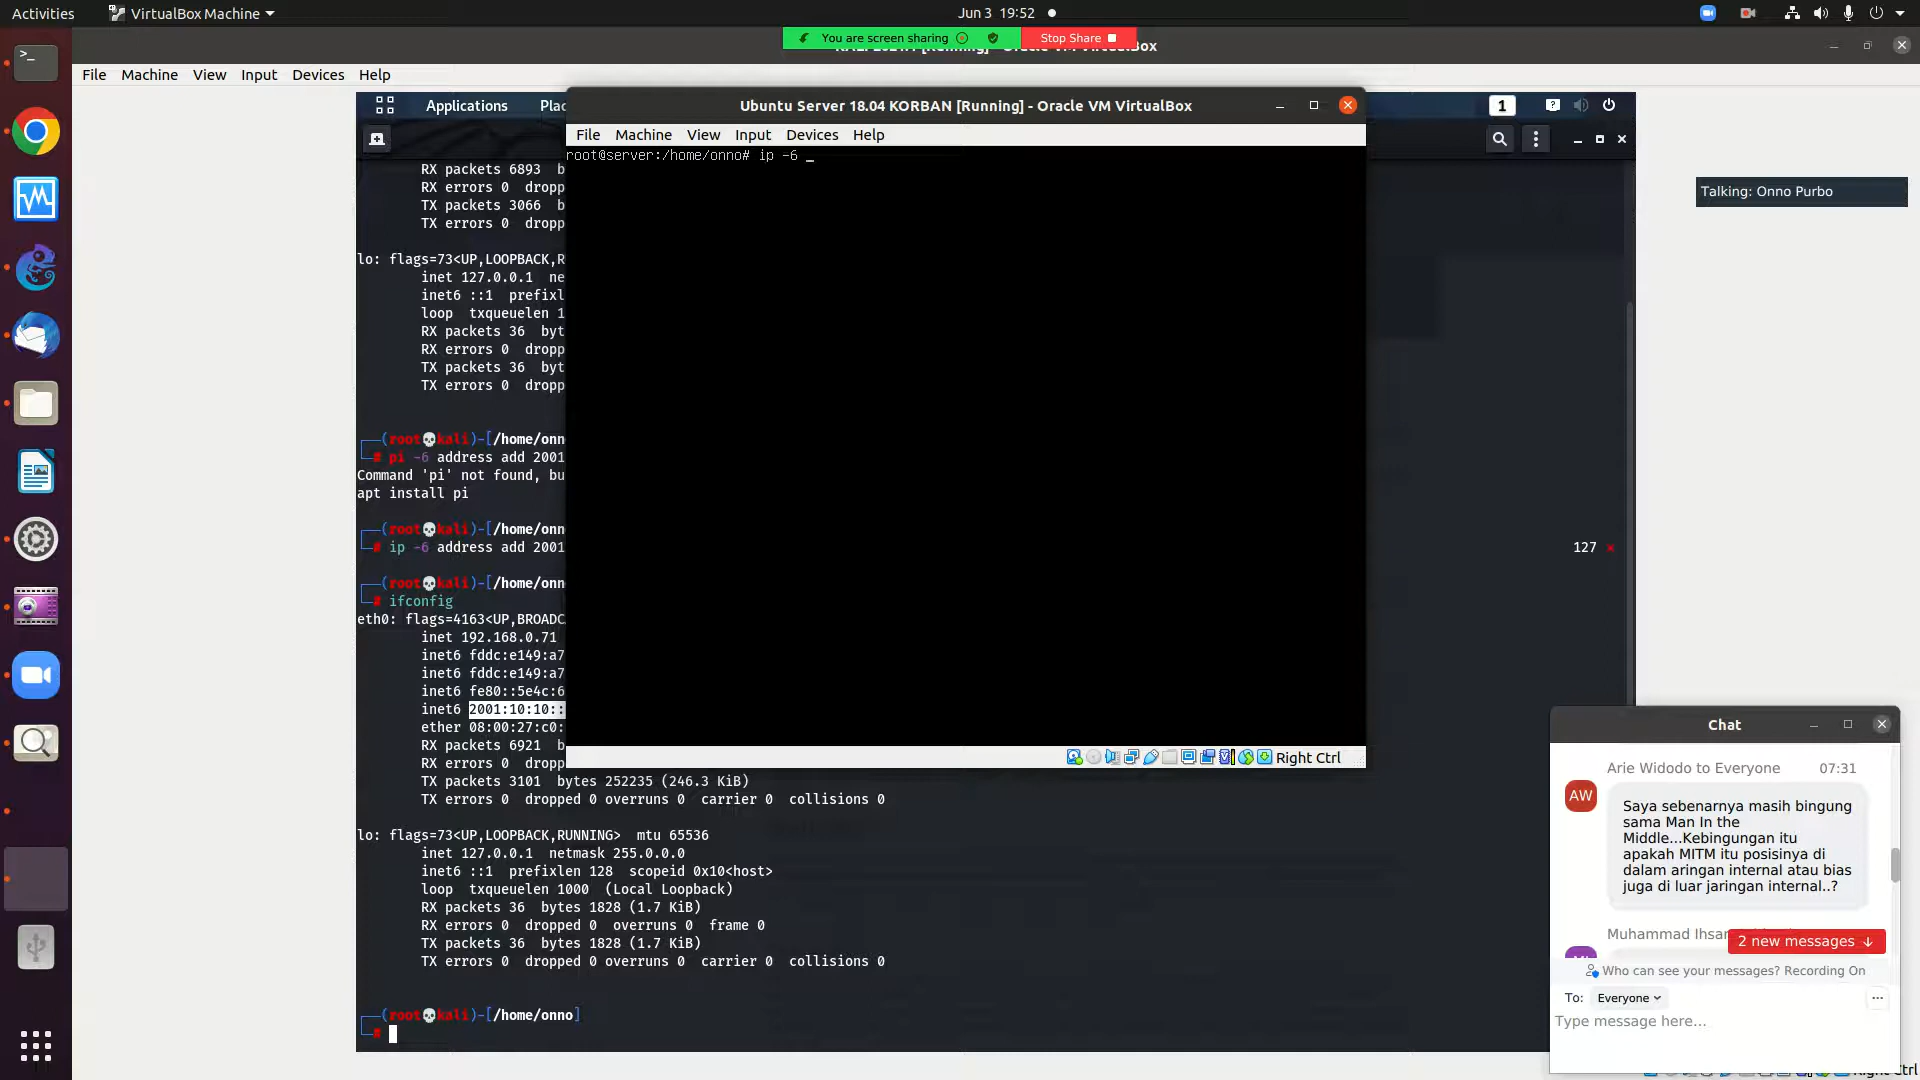 Activities
VirtualBox Machine
Jun 3 19:52
You are screen sharing
Stop Share
File Machine View Input Devices Help
Applications
Plac
1
RX packets 6893 b
RX errors 0 dropp
TX packets 3066 b
TX errors 0 dropp
lo: flags=73<UP,LOOPBACK,R
inet 127.0.0.1 ne
inet6 ::1 prefixl
loop txqueuelen 1
RX packets 36 byt
RX errors 0 dropp
TX packets 36 byt
TX errors 0 dropp
(root💀kali)-[/home/onn
# pi -6 address add 2001
Command 'pi' not found, bu
apt install pi
(root💀kali)-[/home/onn
# ip -6 address add 2001
127 ×
(root💀kali)-[/home/onn
# ifconfig
eth0: flags=4163<UP,BROADC
inet 192.168.0.71
inet6 fddc:e149:a7
inet6 fddc:e149:a7
inet6 fe80::5e4c:6
inet6 2001:10:10::
ether 08:00:27:c0:
RX packets 6921 b
RX errors 0 dropp
TX packets 3101 bytes 252235 (246.3 KiB)
TX errors 0 dropped 0 overruns 0 carrier 0 collisions 0
lo: flags=73<UP,LOOPBACK,RUNNING> mtu 65536
inet 127.0.0.1 netmask 255.0.0.0
inet6 ::1 prefixlen 128 scopeid 0x10<host>
loop txqueuelen 1000 (Local Loopback)
RX packets 36 bytes 1828 (1.7 KiB)
RX errors 0 dropped 0 overruns 0 frame 0
TX packets 36 bytes 1828 (1.7 KiB)
TX errors 0 dropped 0 overruns 0 carrier 0 collisions 0
(root💀kali)-[/home/onno]
#
Ubuntu Server 18.04 KORBAN [Running] - Oracle VM VirtualBox
File Machine View Input Devices Help
root@server:/home/onno# ip -6 _
Right Ctrl
Talking: Onno Purbo
Chat
Arie Widodo to Everyone 07:31
AW
Saya sebenarnya masih bingung
sama Man In the
Middle...Kebingungan itu
apakah MITM itu posisinya di
dalam aringan internal atau bias
juga di luar jaringan internal..?
Muhammad Ihsan
2 new messages ↓
Who can see your messages? Recording On
To: Everyone
Type message here...